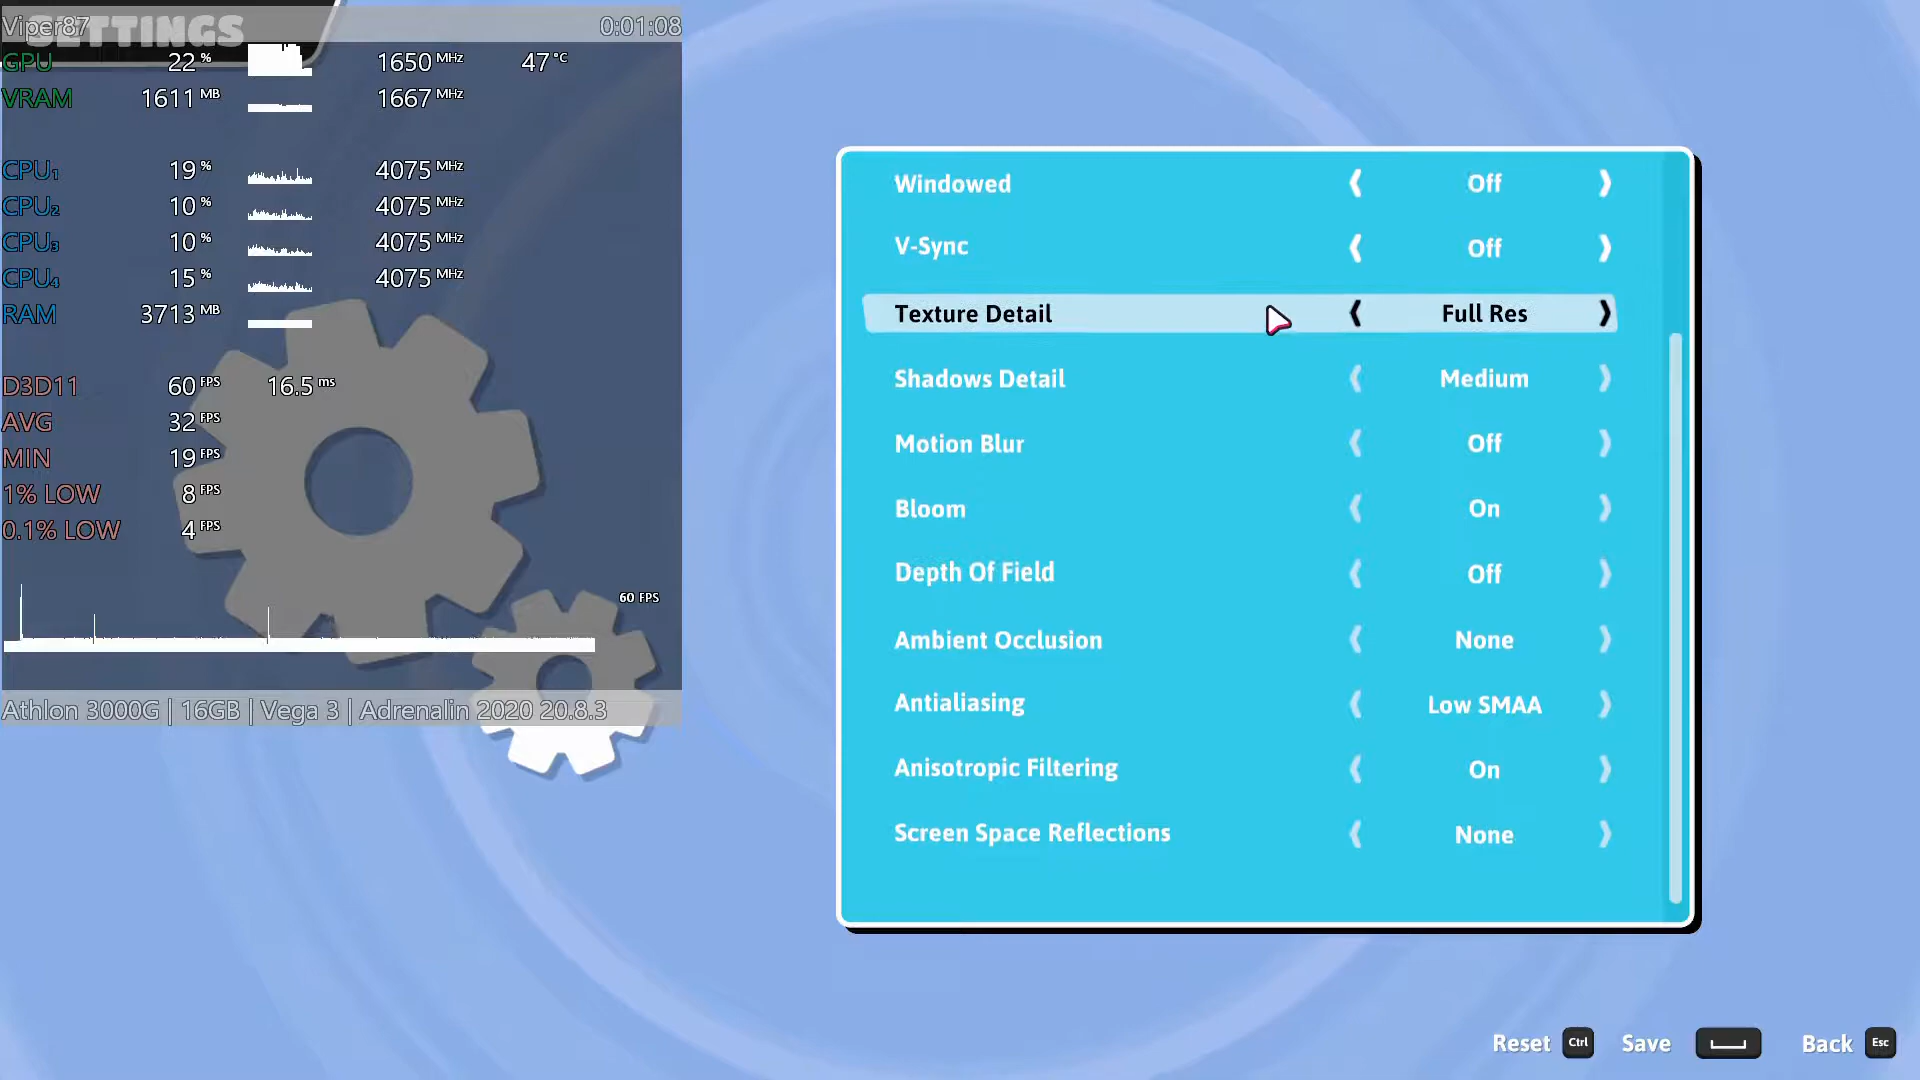 SETTINGS
Viper87 0:01:08
GPU 22 % 1650 MHz 47 °C
VRAM 1611 MB 1667 MHz
CPU₁ 19 % 4075 MHz
CPU₂ 10 % 4075 MHz
CPU₃ 10 % 4075 MHz
CPU₄ 15 % 4075 MHz
RAM 3713 MB
D3D11 60 FPS 16.5 ms
AVG 32 FPS
MIN 19 FPS
1% LOW 8 FPS
0.1% LOW 4 FPS
60 FPS
Athlon 3000G | 16GB | Vega 3 | Adrenalin 2020 20.8.3
Windowed Off
V-Sync Off
Texture Detail Full Res
Shadows Detail Medium
Motion Blur Off
Bloom On
Depth Of Field Off
Ambient Occlusion None
Antialiasing Low SMAA
Anisotropic Filtering On
Screen Space Reflections None
Reset Ctrl Save Back Esc